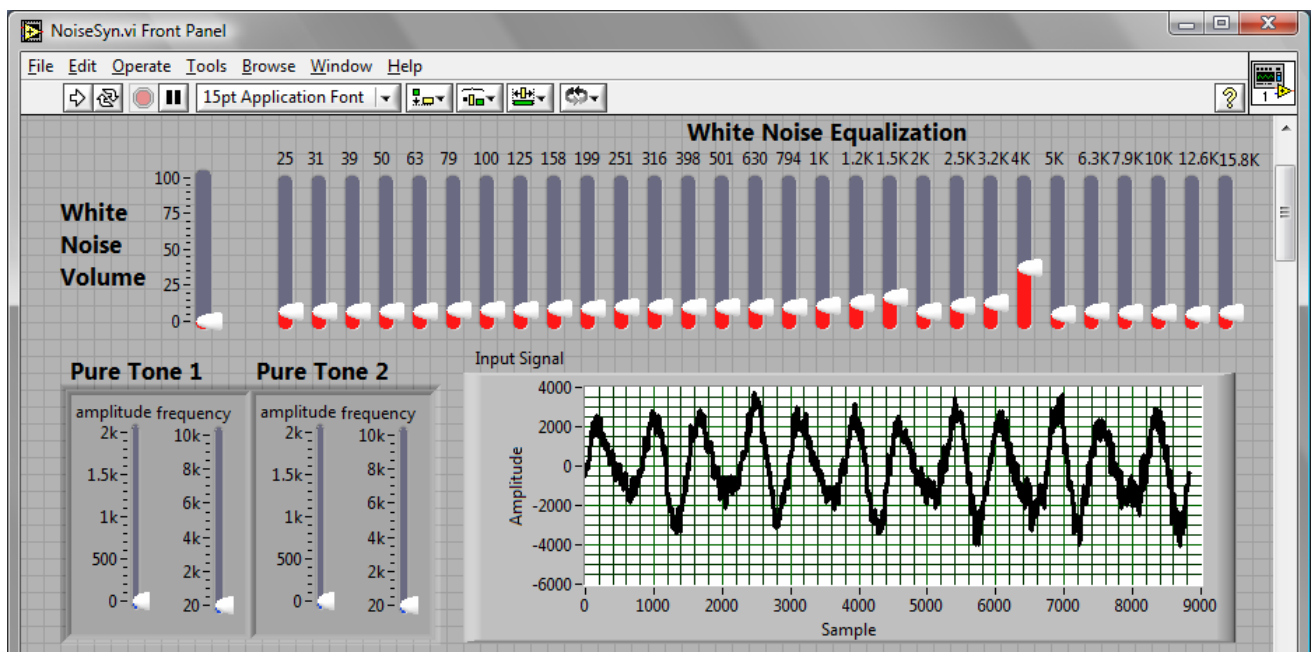 NoiseSyn.vi Front Panel
File Edit Operate Tools Browse Window Help
15pt Application Font
1
White Noise Equalization
25 31 39 50 63 79 100 125 158 199 251 316 398 501 630 794 1K 1.2K 1.5K 2K 2.5K 3.2K 4K 5K 6.3K 7.9K 10K 12.6K 15.8K
White
Noise
Volume
100
75
50
25
0
Pure Tone 1
amplitude frequency
2k 10k
8k
1.5k
6k
1k
4k
500
2k
0 20
Pure Tone 2
amplitude frequency
2k 10k
8k
1.5k
6k
1k
4k
500
2k
0 20
Input Signal
Amplitude
4000
2000
0
-2000
-4000
-6000
0 1000 2000 3000 4000 5000 6000 7000 8000 9000
Sample